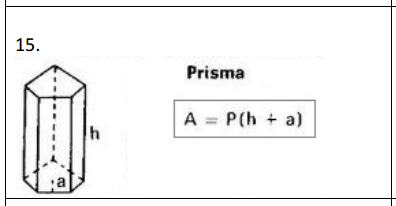 15.
Prisma
A = P(h + a)
h
a